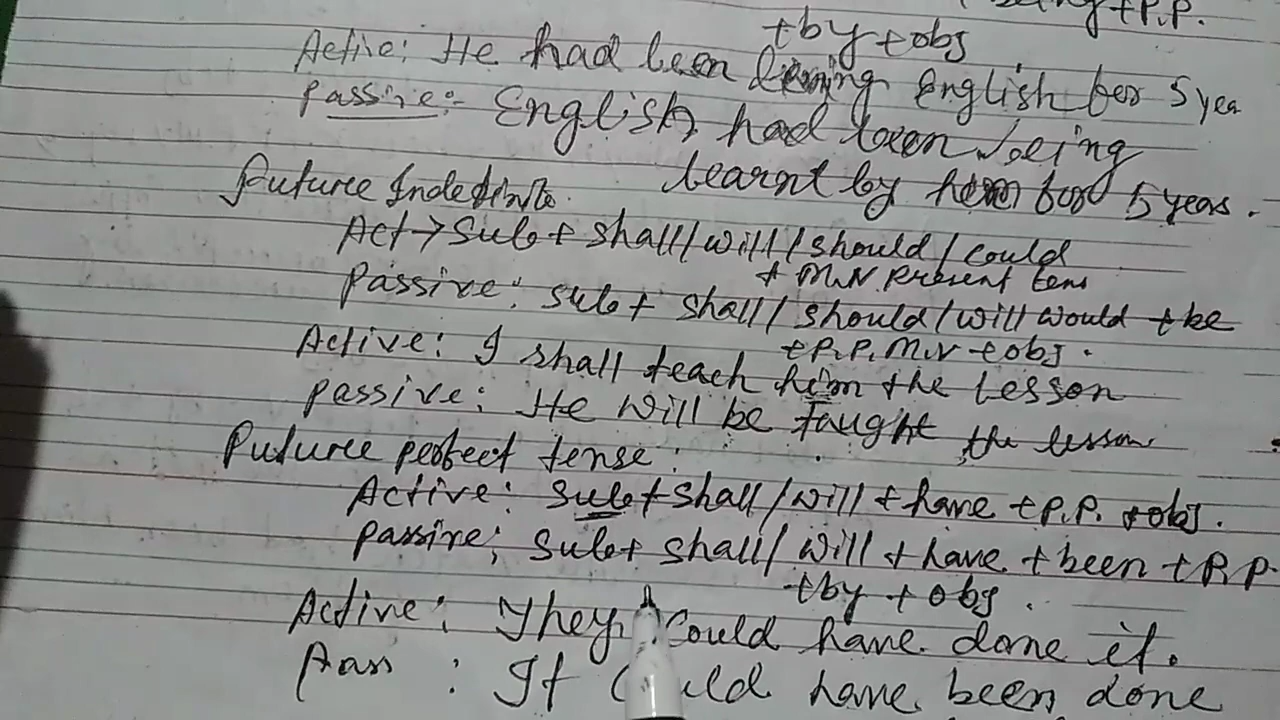 being + P.P.
+ by + obj
Active: He had been lerning English for 5 yea
Passive:- English had been being
learnt by him for 5 years.
Future Indefinite.
Act → Sub + shall/will/should/could
+ M.V. Present tens
Passive: Sub + shall/should/will would + be
+ P.P. M.V + obj.
Active: I shall teach him the lesson
Passive: He will be taught the lesson
Future perfect tense:
Active: Sub + shall/will + have + P.P. + obj.
Passive: Sub + shall/will + have + been + P.P.
+ by + obj.
Active: They could have done it.
Pass : It could have been done